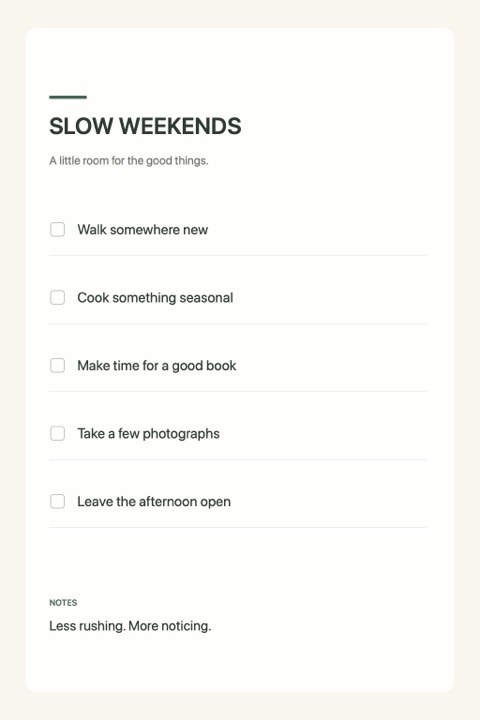 SLOW WEEKENDS
A little room for the good things.
Walk somewhere new
Cook something seasonal
Make time for a good book
Take a few photographs
Leave the afternoon open
NOTES
Less rushing. More noticing.